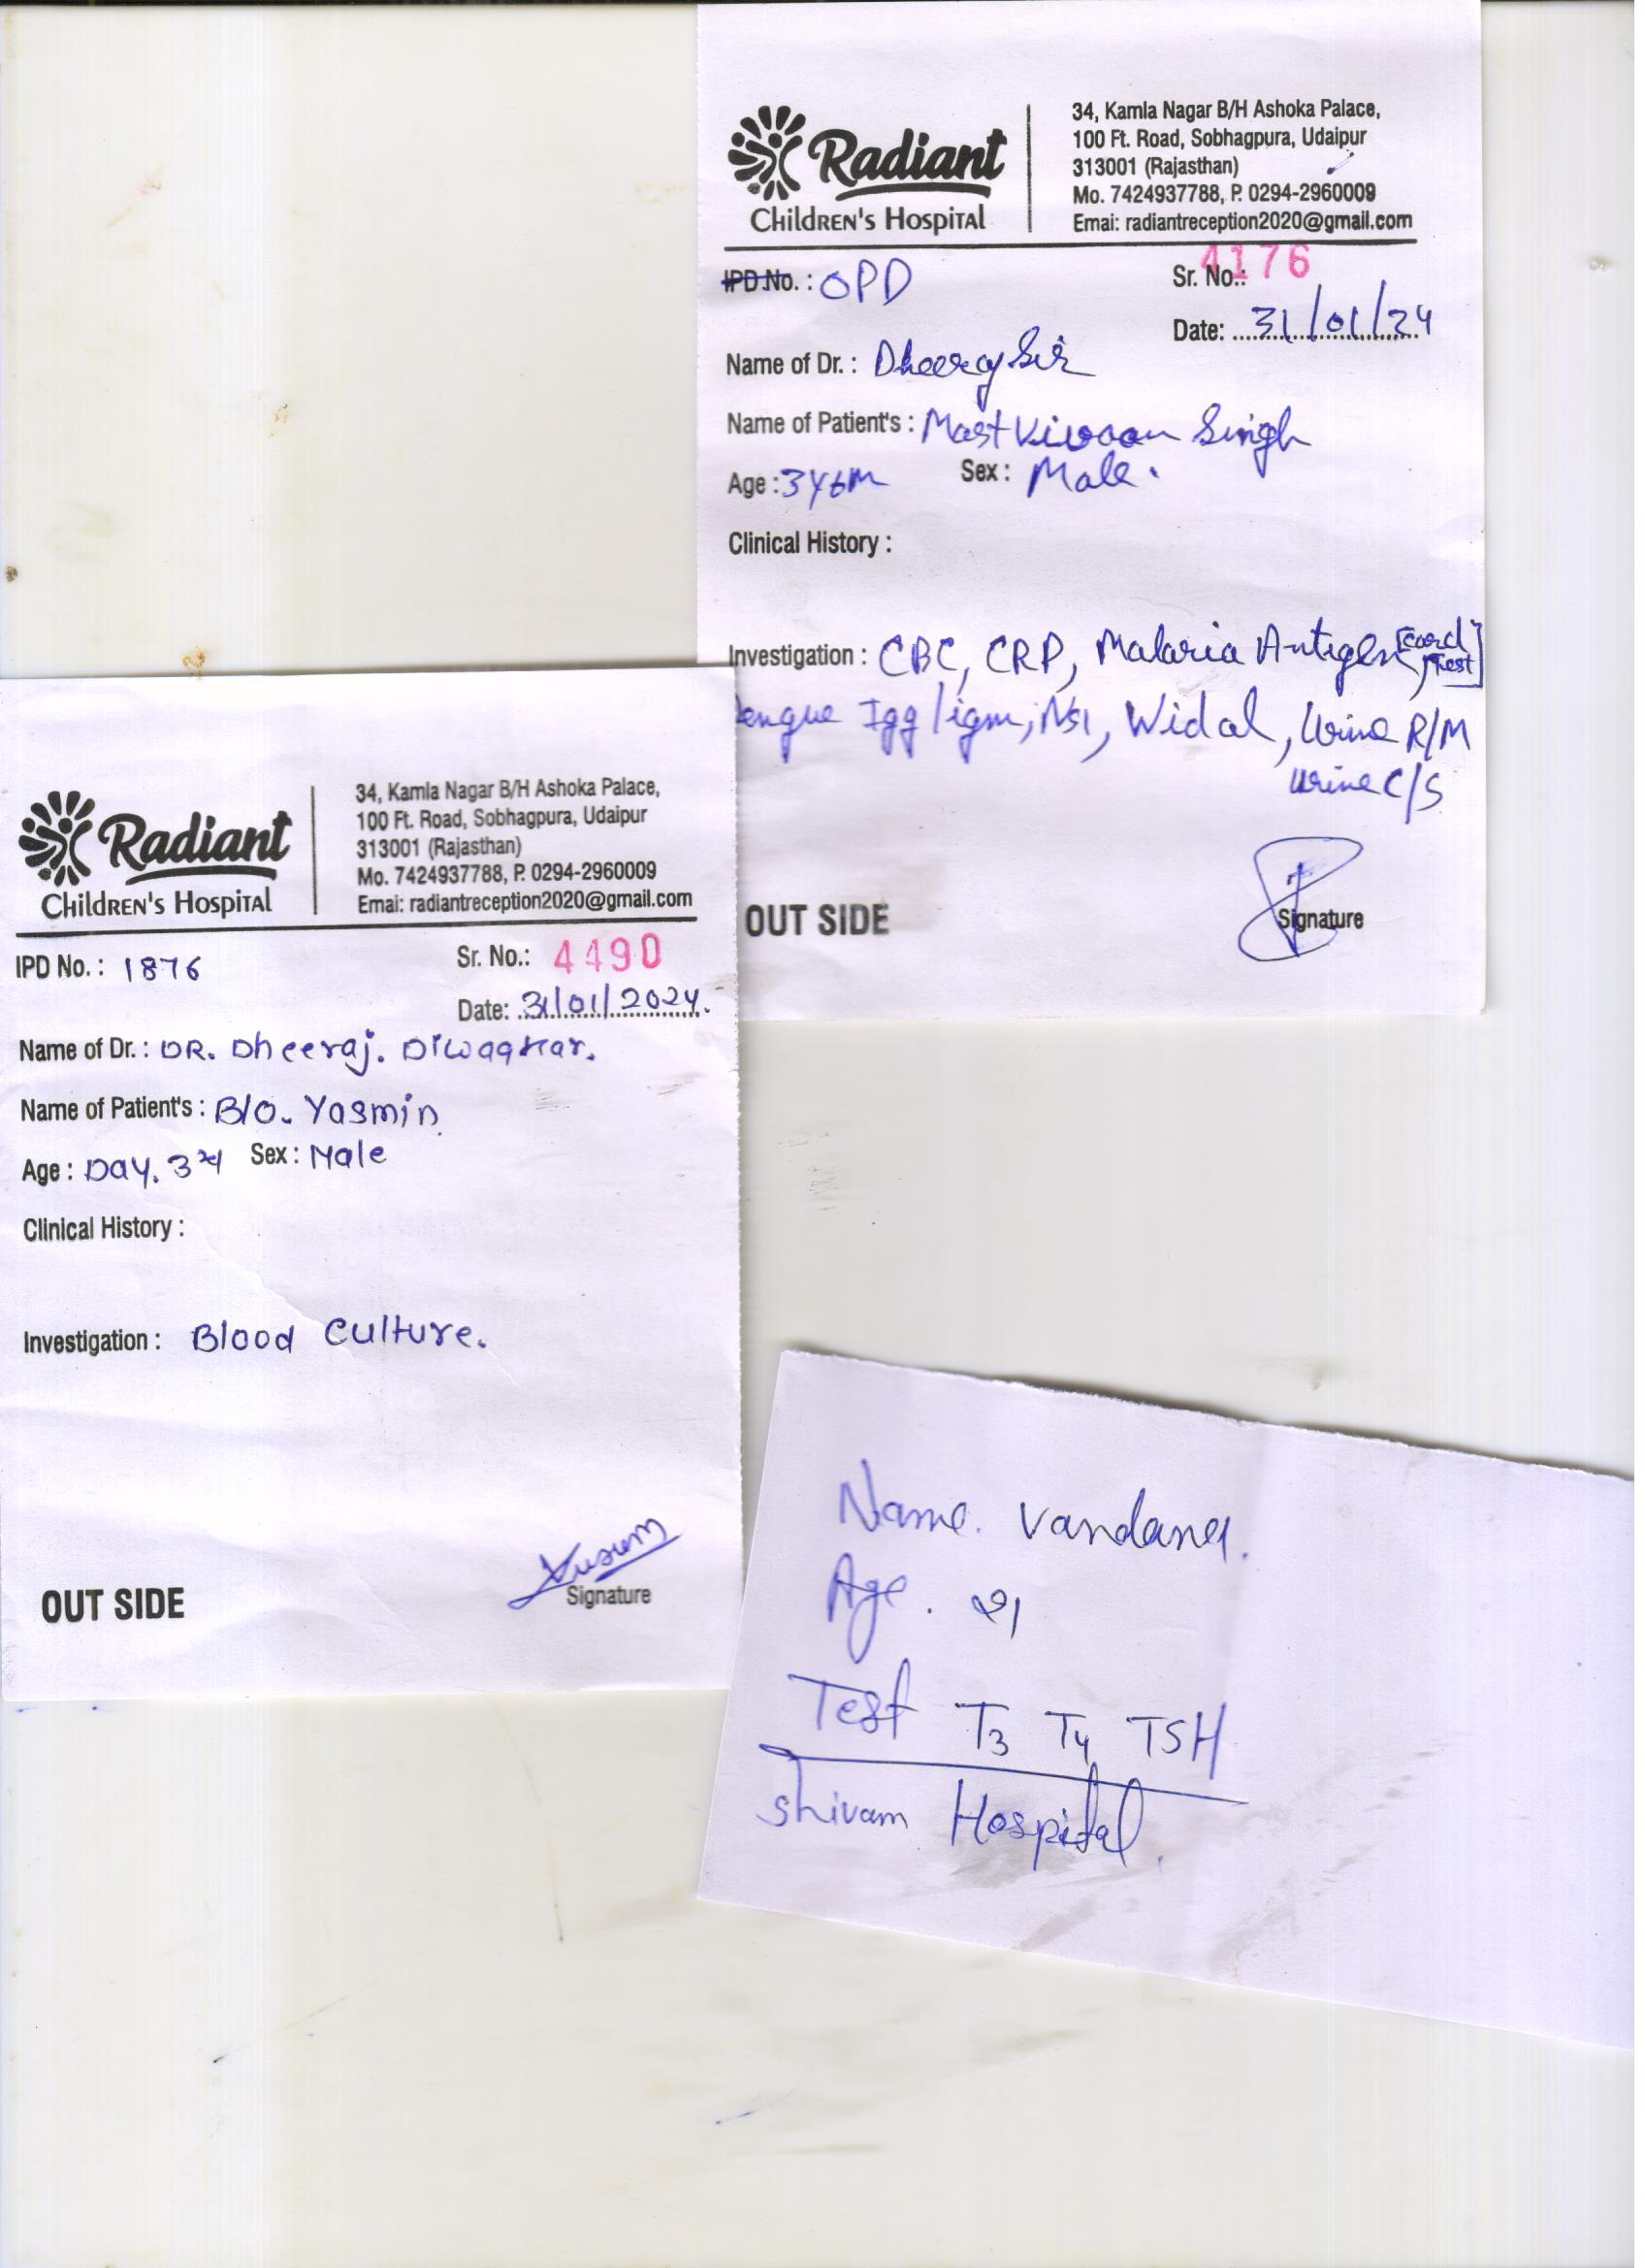 Radiant
Children's Hospital
34, Kamla Nagar B/H Ashoka Palace,
100 Ft. Road, Sobhagpura, Udaipur
313001 (Rajasthan)
Mo. 7424937788, P. 0294-2960009
Emai: radiantreception2020@gmail.com
IPD.No. : OPD
Sr. No.: 4176
Date: 31/01/24
Name of Dr. : Dheeraj Sir
Name of Patient's : Mast Vivaan Singh
Age : 3Y6M Sex : Male.
Clinical History :
Investigation : CBC, CRP, Malaria Antigen, [Card Test]
engue Igg/igm, NS1, Widal, Urine R/M
Urine C/S
OUT SIDE
Signature
Radiant
Children's Hospital
34, Kamla Nagar B/H Ashoka Palace,
100 Ft. Road, Sobhagpura, Udaipur
313001 (Rajasthan)
Mo. 7424937788, P. 0294-2960009
Emai: radiantreception2020@gmail.com
IPD No. : 1876
Sr. No.: 4490
Date: 31/01/2024.
Name of Dr. : DR. Dheeraj. Diwaqkar.
Name of Patient's : B/O. Yasmin
Age : Day. 3rd Sex : Male
Clinical History :
Investigation : Blood Culture.
Kusum
OUT SIDE
Signature
Name. Vandana.
Age. 21
Test T3 T4 TSH
Shivam Hospital.